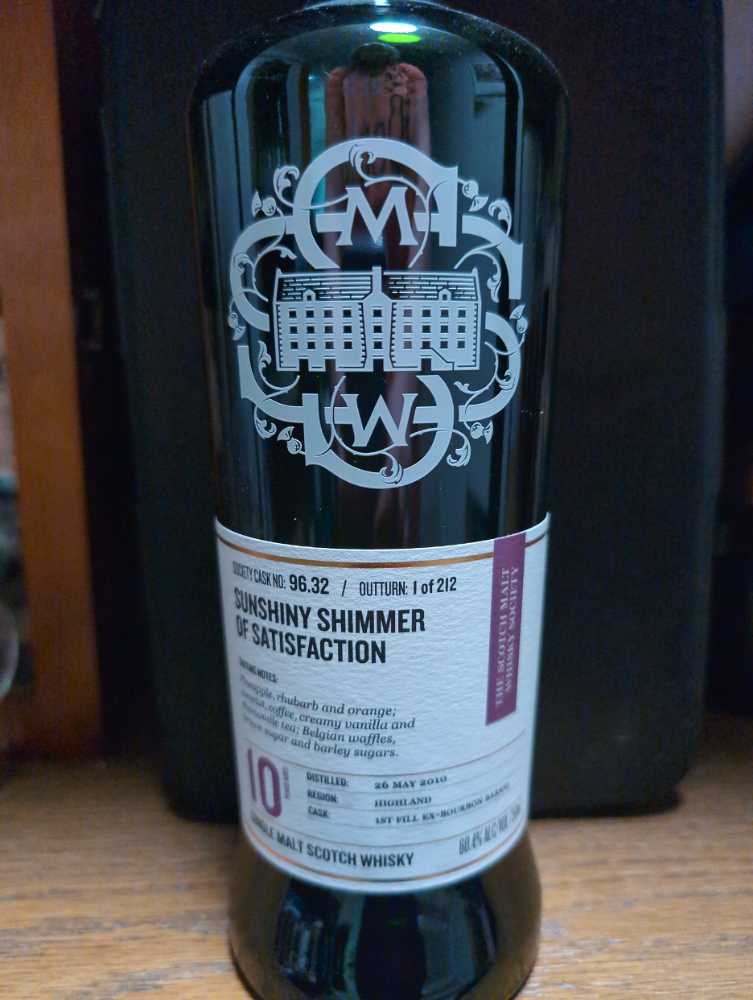 M
W
SOCIETY CASK NO: 96.32 / OUTTURN: 1 of 212
SUNSHINY SHIMMER
OF SATISFACTION
THE SCOTCH MALT
WHISKY SOCIETY
TASTING NOTES:
Pineapple, rhubarb and orange;
coffee, creamy vanilla and
tea; Belgian waffles,
sugar and barley sugars.
10
DISTILLED: 26 MAY 2010
REGION: HIGHLAND
CASK: 1ST FILL EX-BOURBON BARREL
SINGLE MALT SCOTCH WHISKY
60.4% ALC/VOL